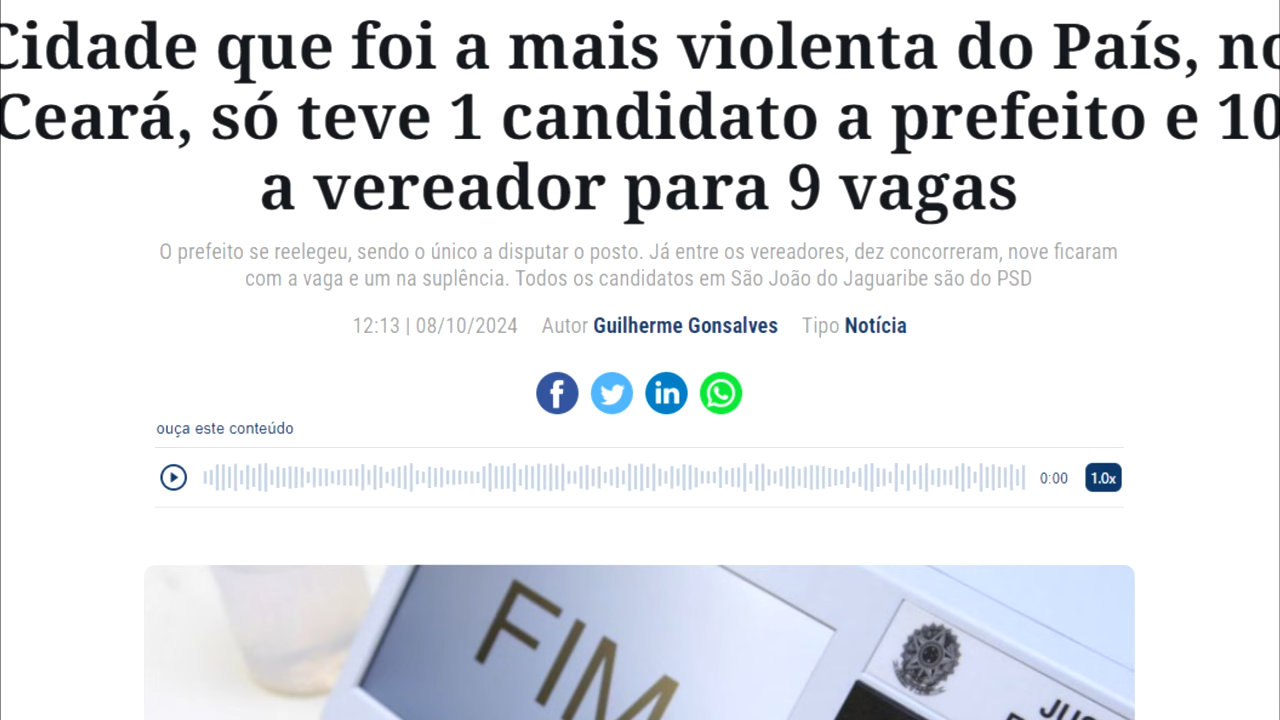 Cidade que foi a mais violenta do País, no
Ceará, só teve 1 candidato a prefeito e 10
a vereador para 9 vagas
O prefeito se reelegeu, sendo o único a disputar o posto. Já entre os vereadores, dez concorreram, nove ficaram
com a vaga e um na suplência. Todos os candidatos em São João do Jaguaribe são do PSD
12:13 | 08/10/2024 Autor Guilherme Gonsalves Tipo Notícia
ouça este conteúdo
0:00 1.0x
FIM